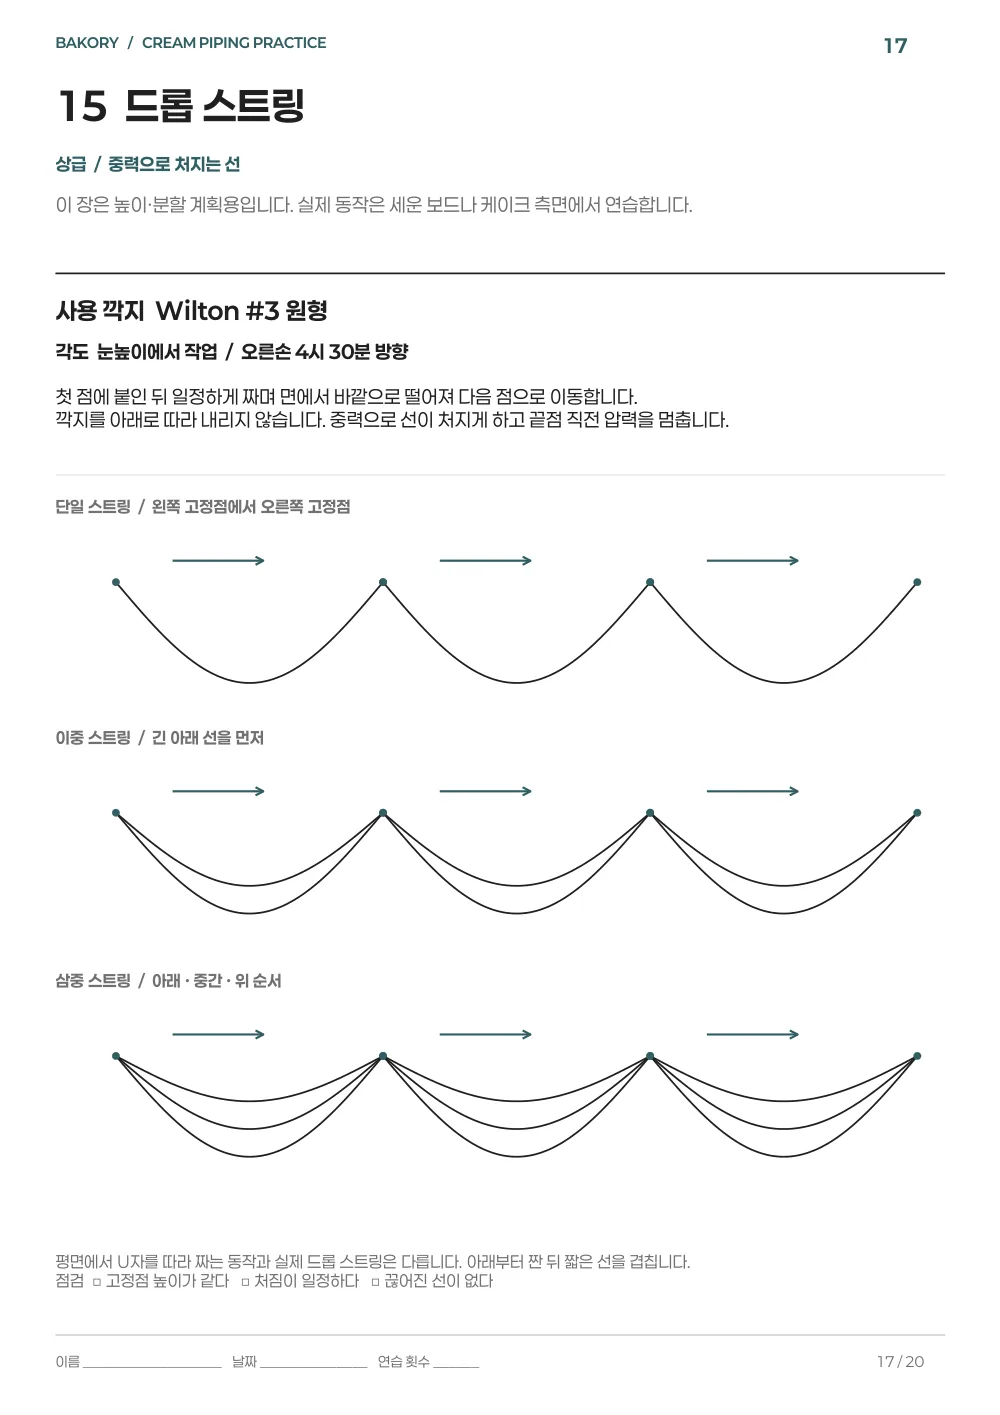 BAKORY / CREAM PIPING PRACTICE
17
15 드롭 스트링
상급 / 중력으로 처지는 선
이 장은 높이·분할 계획용입니다. 실제 동작은 세운 보드나 케이크 측면에서 연습합니다.
사용 깍지 Wilton #3 원형
각도 눈높이에서 작업 / 오른손 4시 30분 방향
첫 점에 붙인 뒤 일정하게 짜며 면에서 바깥으로 떨어져 다음 점으로 이동합니다.
깍지를 아래로 따라 내리지 않습니다. 중력으로 선이 처지게 하고 끝점 직전 압력을 멈춥니다.
단일 스트링 / 왼쪽 고정점에서 오른쪽 고정점
이중 스트링 / 긴 아래 선을 먼저
삼중 스트링 / 아래 · 중간 · 위 순서
평면에서 U자를 따라 짜는 동작과 실제 드롭 스트링은 다릅니다. 아래부터 짠 뒤 짧은 선을 겹칩니다.
점검 □ 고정점 높이가 같다 □ 처짐이 일정하다 □ 끊어진 선이 없다
이름 ____________________ 날짜 _______________ 연습 횟수 ______
17 / 20